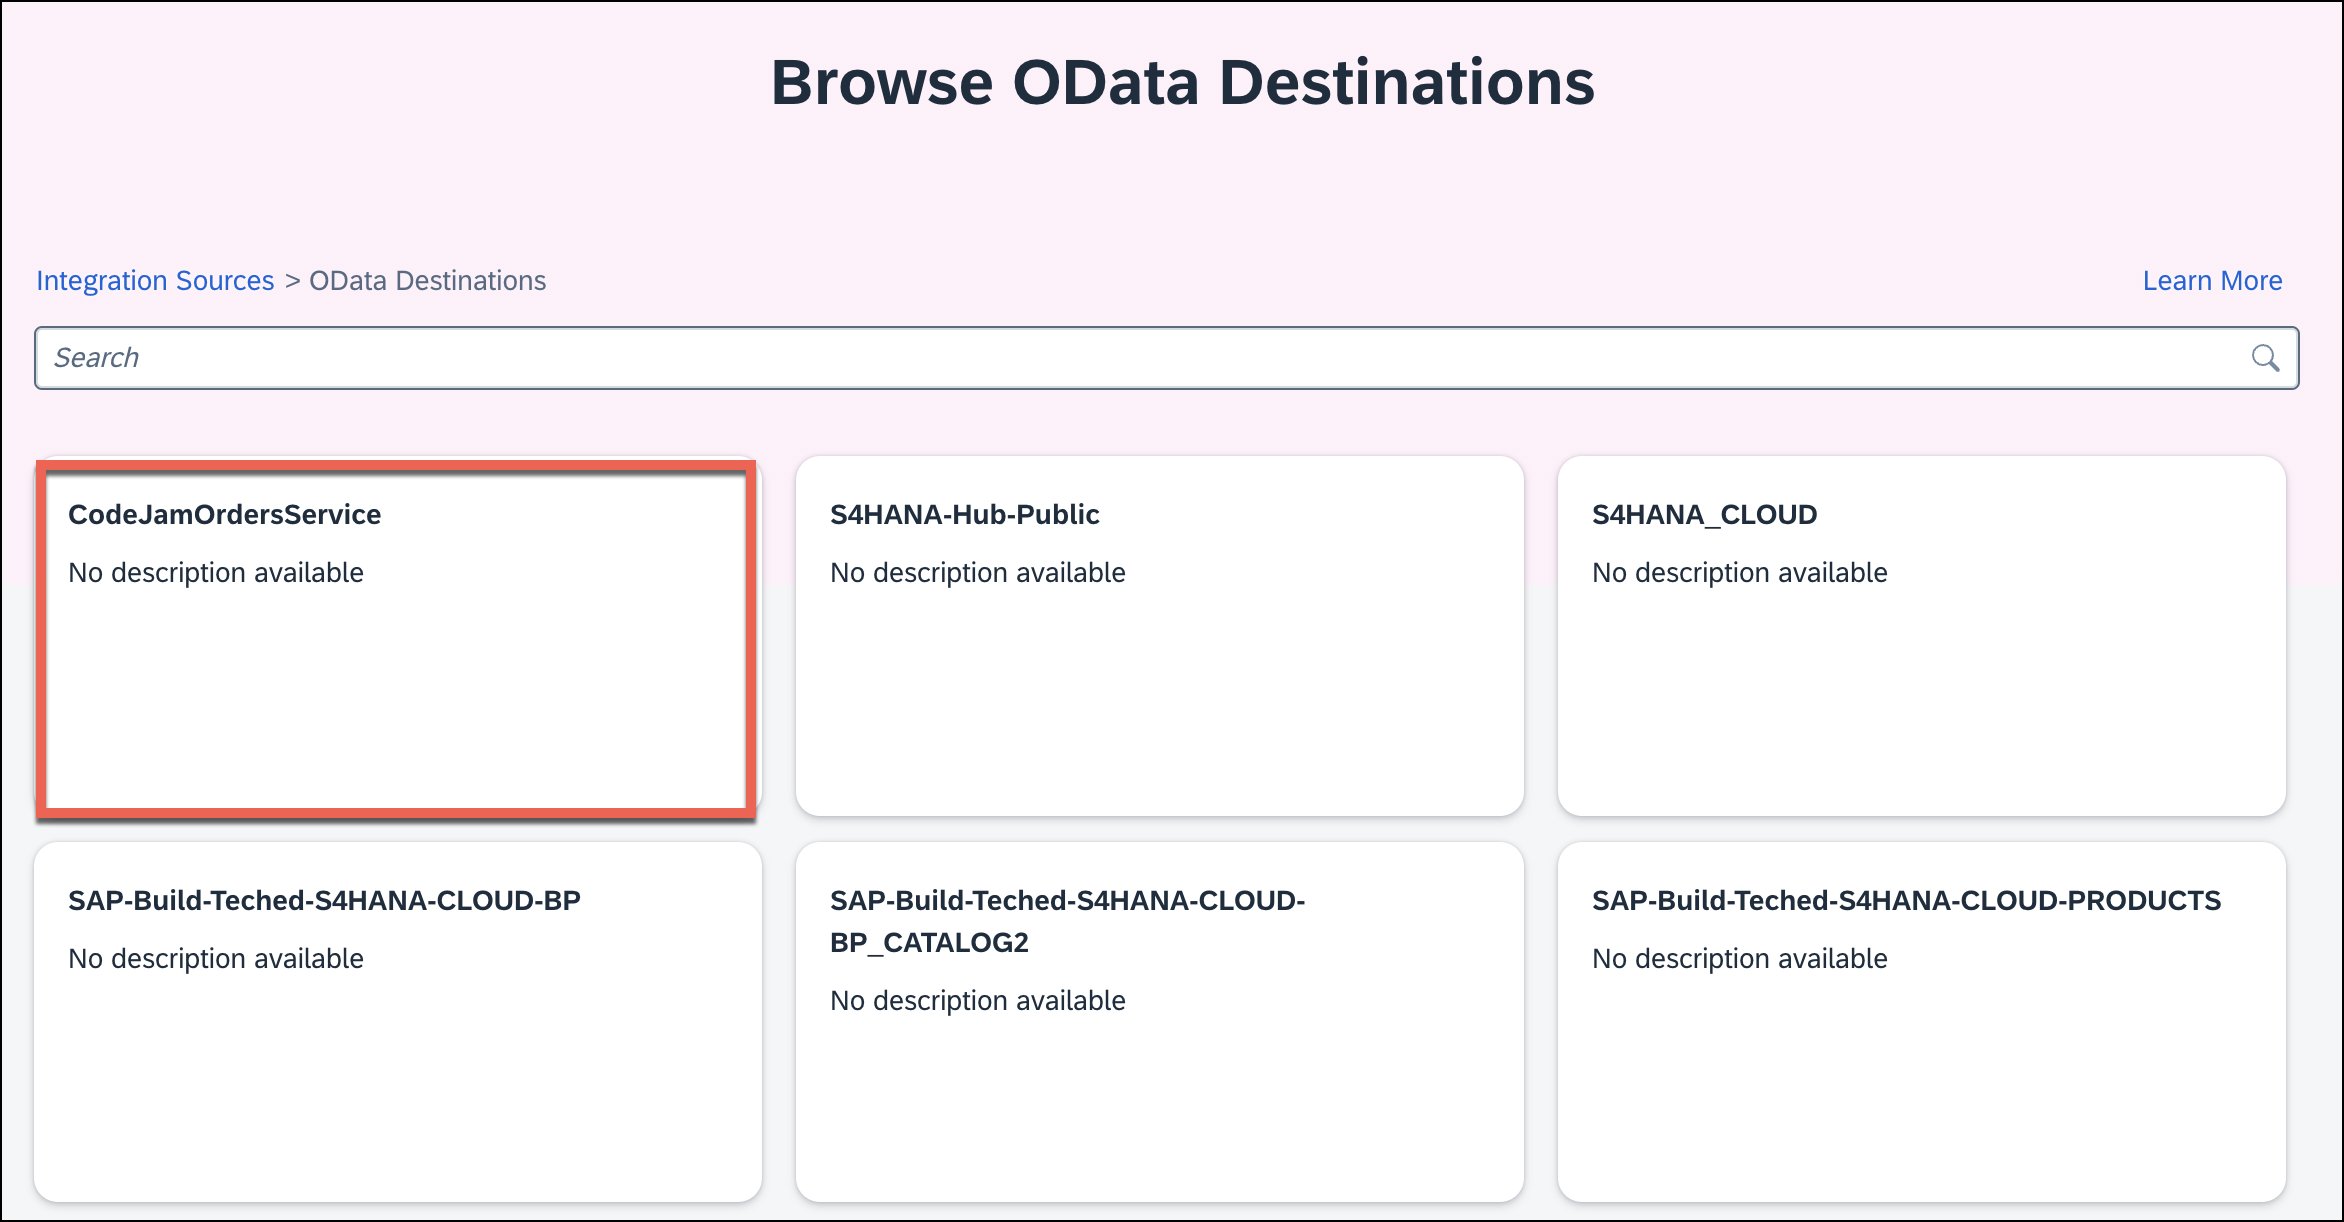 Browse OData Destinations
Integration Sources > OData Destinations
Learn More
Search
CodeJamOrdersService
No description available
S4HANA-Hub-Public
No description available
S4HANA_CLOUD
No description available
SAP-Build-Teched-S4HANA-CLOUD-BP
No description available
SAP-Build-Teched-S4HANA-CLOUD-
BP_CATALOG2
No description available
SAP-Build-Teched-S4HANA-CLOUD-PRODUCTS
No description available